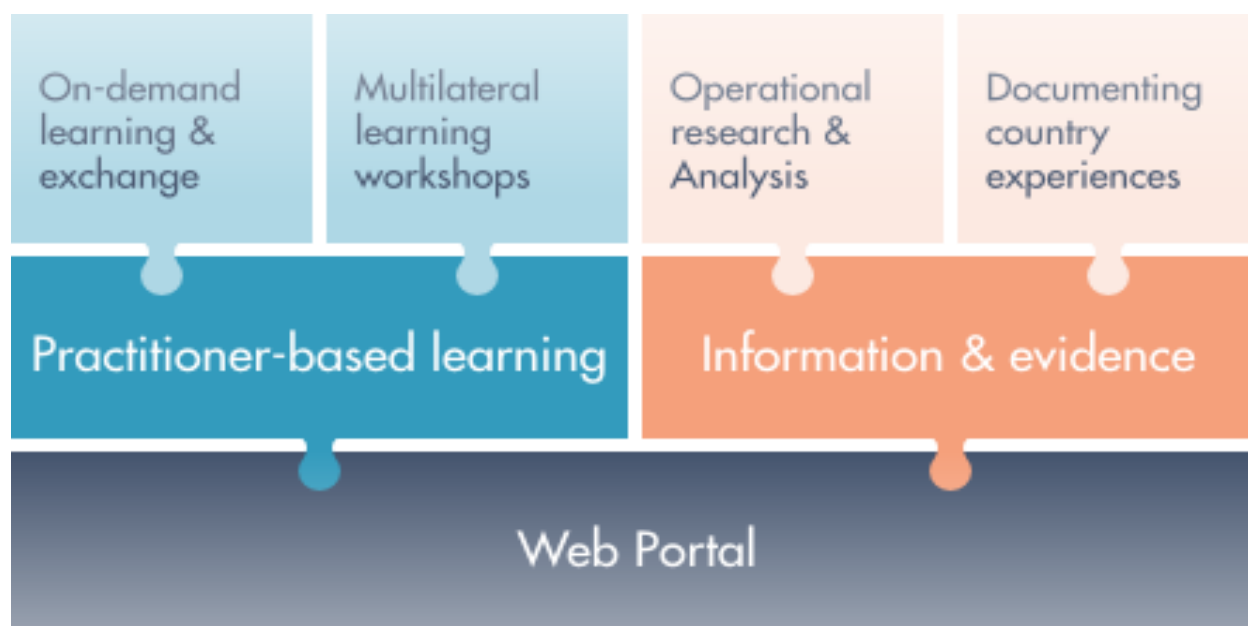 On-demand
learning &
exchange
Multilateral
learning
workshops
Operational
research &
Analysis
Documenting
country
experiences
Practitioner-based learning
Information & evidence
Web Portal